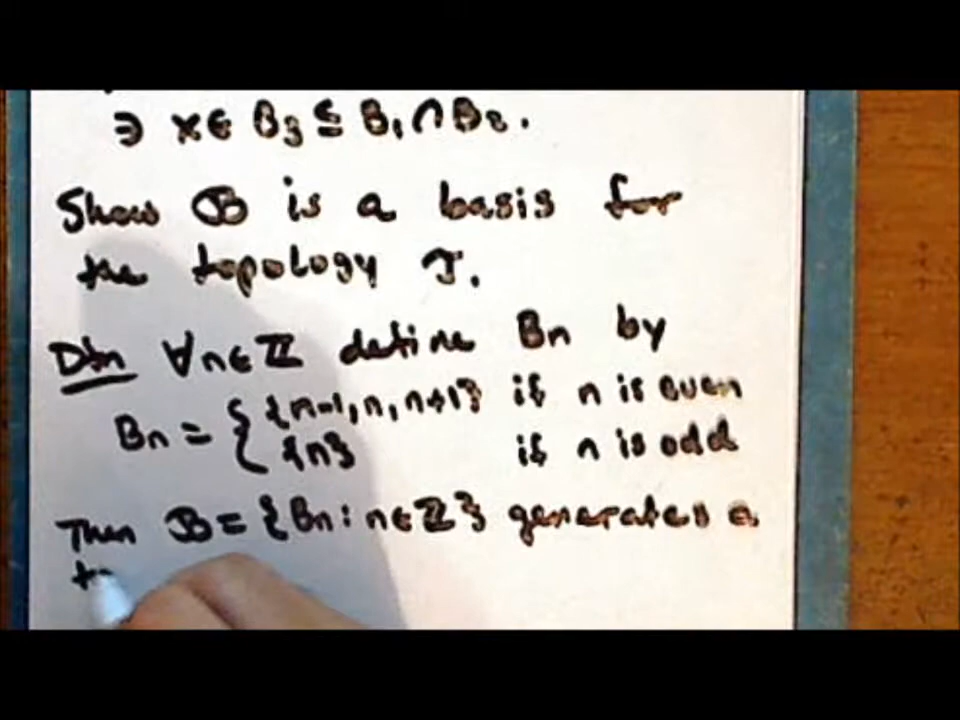 ∋ x ∈ B₃ ⊆ B₁ ∩ B₂.
Show 𝓑 is a basis for
the topology 𝒯.
Dfn ∀n∈ℤ define Bn by
Bn = { {n-1, n, n+1} if n is even
{n} if n is odd
Then 𝓑 = {Bn : n∈ℤ} generates a